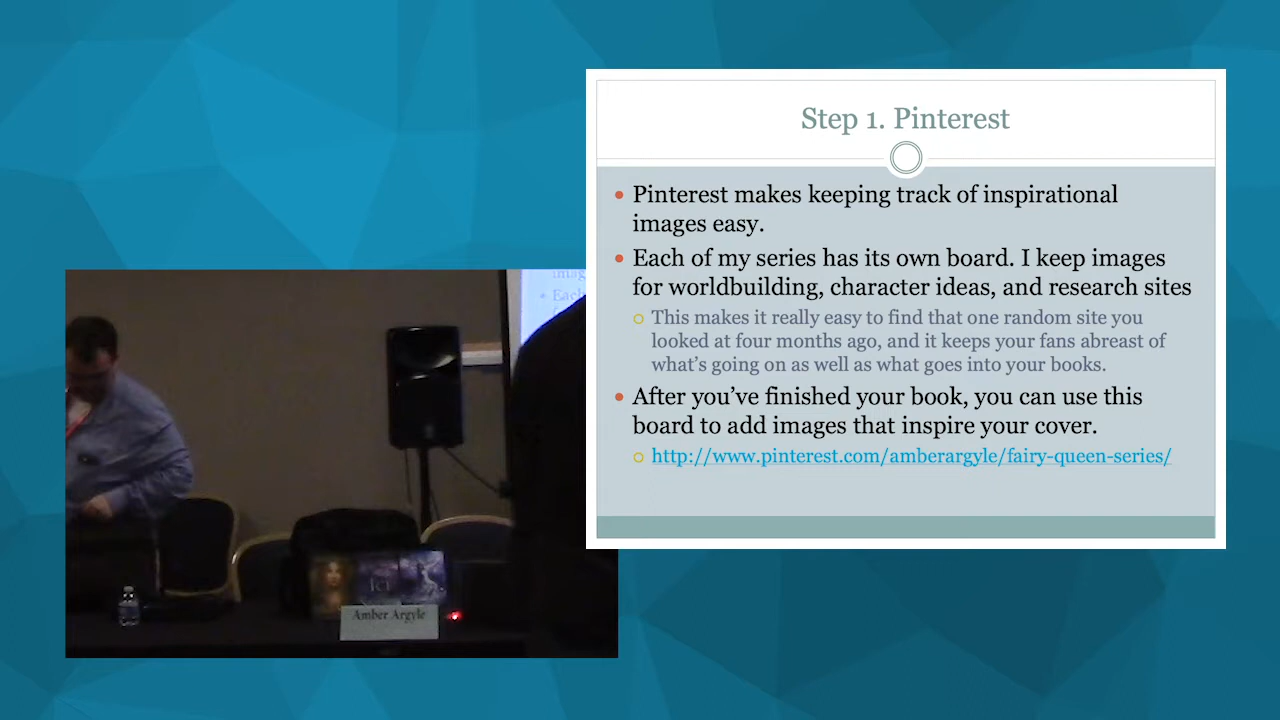 Step 1. Pinterest
Pinterest makes keeping track of inspirational
images easy.
Each of my series has its own board. I keep images
for worldbuilding, character ideas, and research sites
This makes it really easy to find that one random site you
looked at four months ago, and it keeps your fans abreast of
what's going on as well as what goes into your books.
After you've finished your book, you can use this
board to add images that inspire your cover.
http://www.pinterest.com/amberargyle/fairy-queen-series/
Amber Argyle